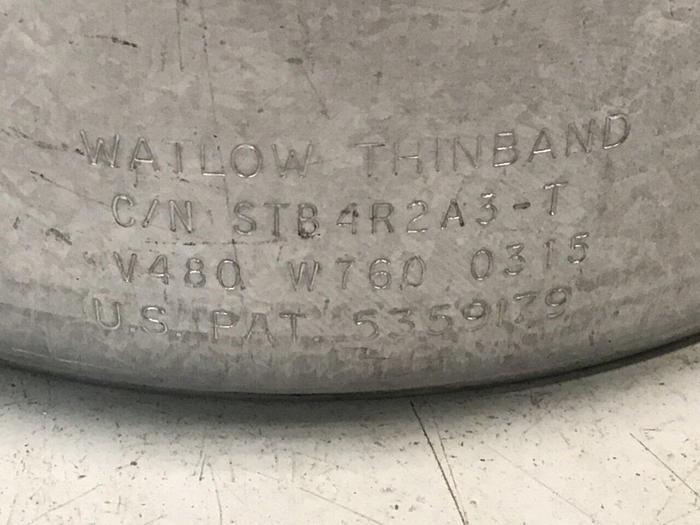 WATLOW THINBAND
C/N STB4R2A3-T
V480 W760 0315
U.S. PAT. 5359179